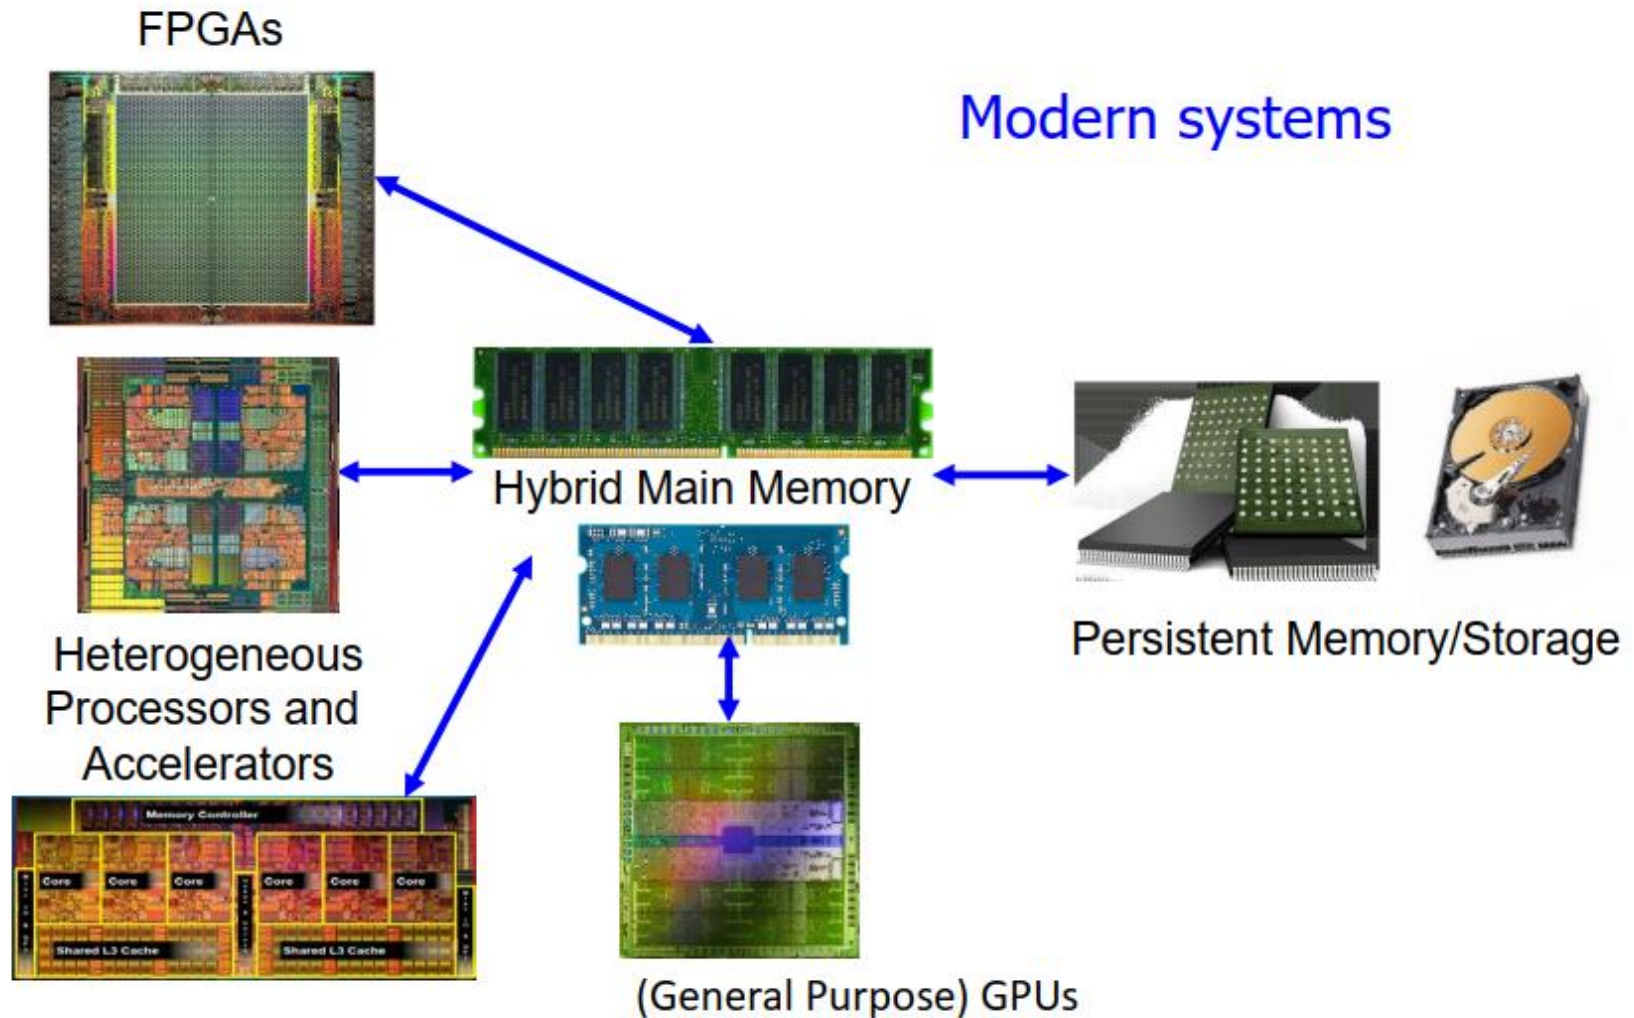 FPGAs
Modern systems
Hybrid Main Memory
Heterogeneous
Processors and
Accelerators
Persistent Memory/Storage
Memory Controller
Core Core Core Core Core Core
Shared L3 Cache Shared L3 Cache
(General Purpose) GPUs